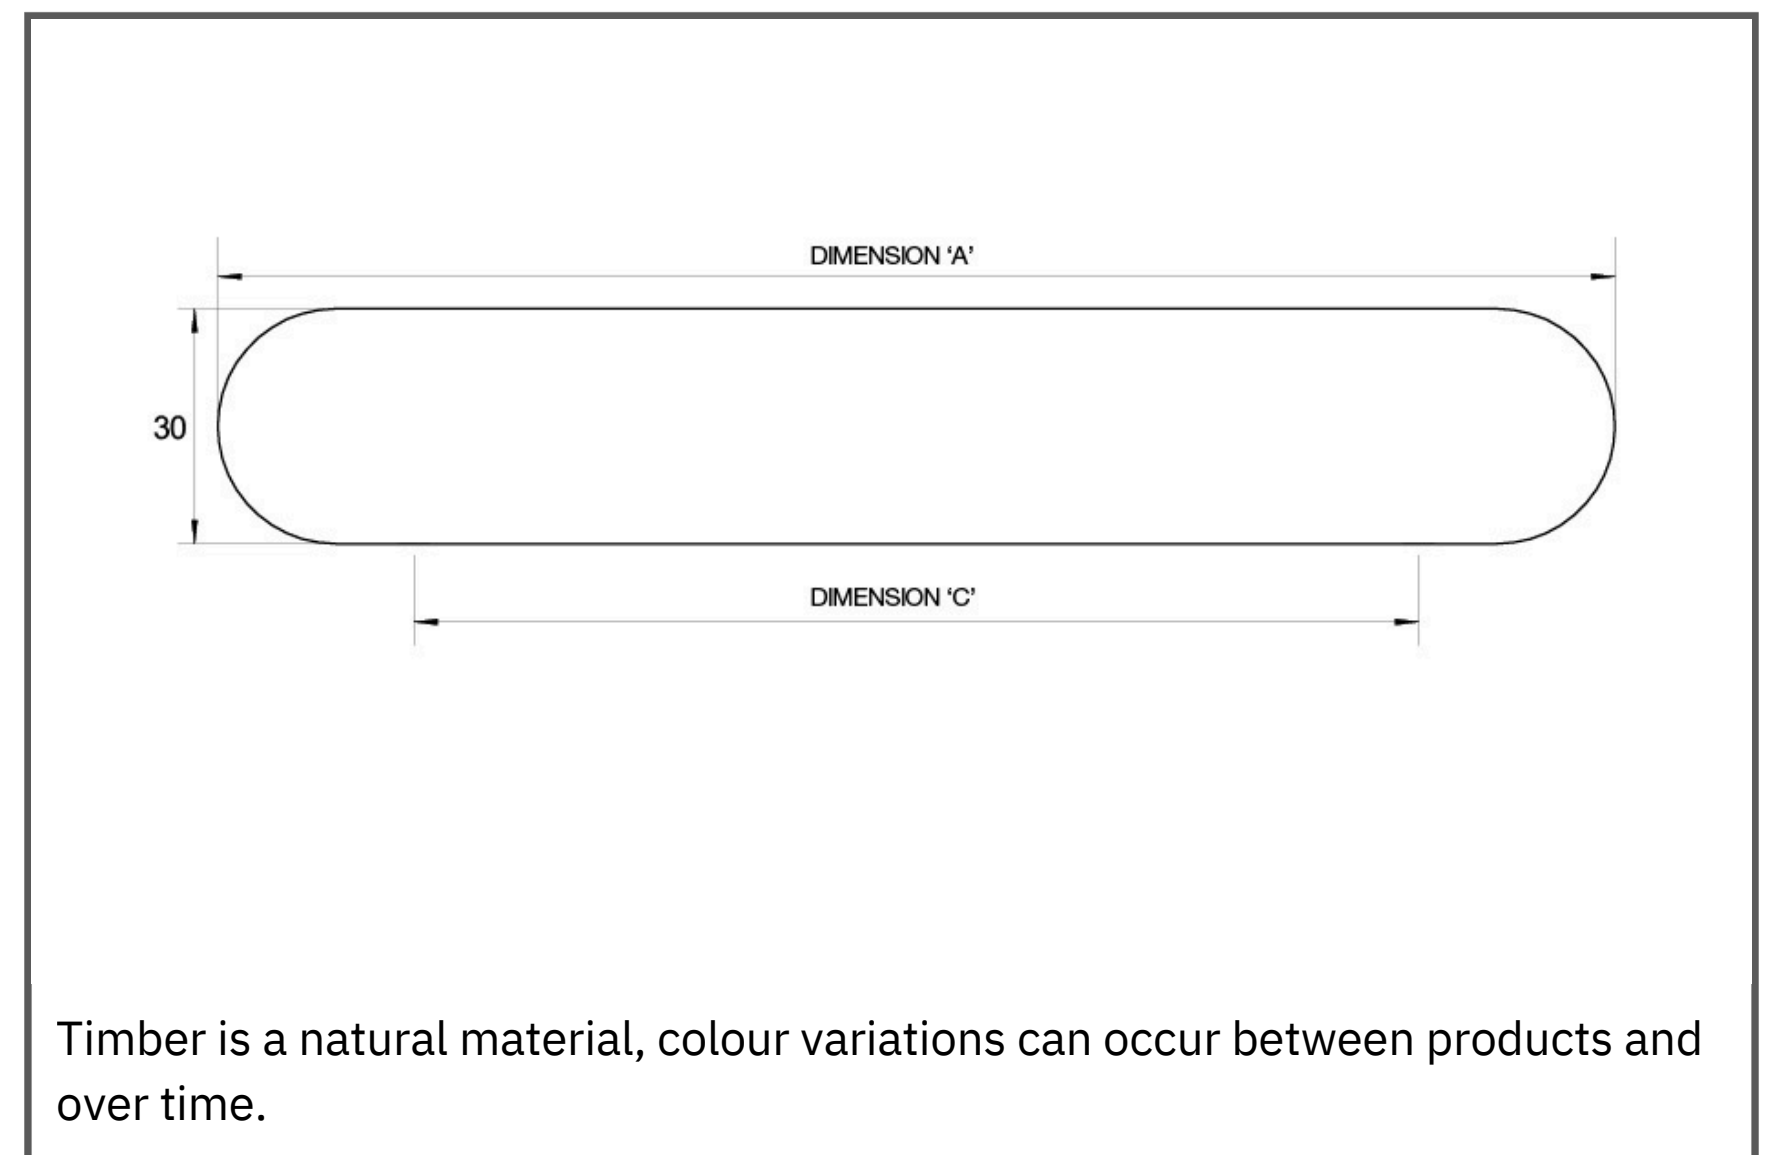 DIMENSION ‘A’
30
DIMENSION ‘C’
Timber is a natural material, colour variations can occur between products and
over time.